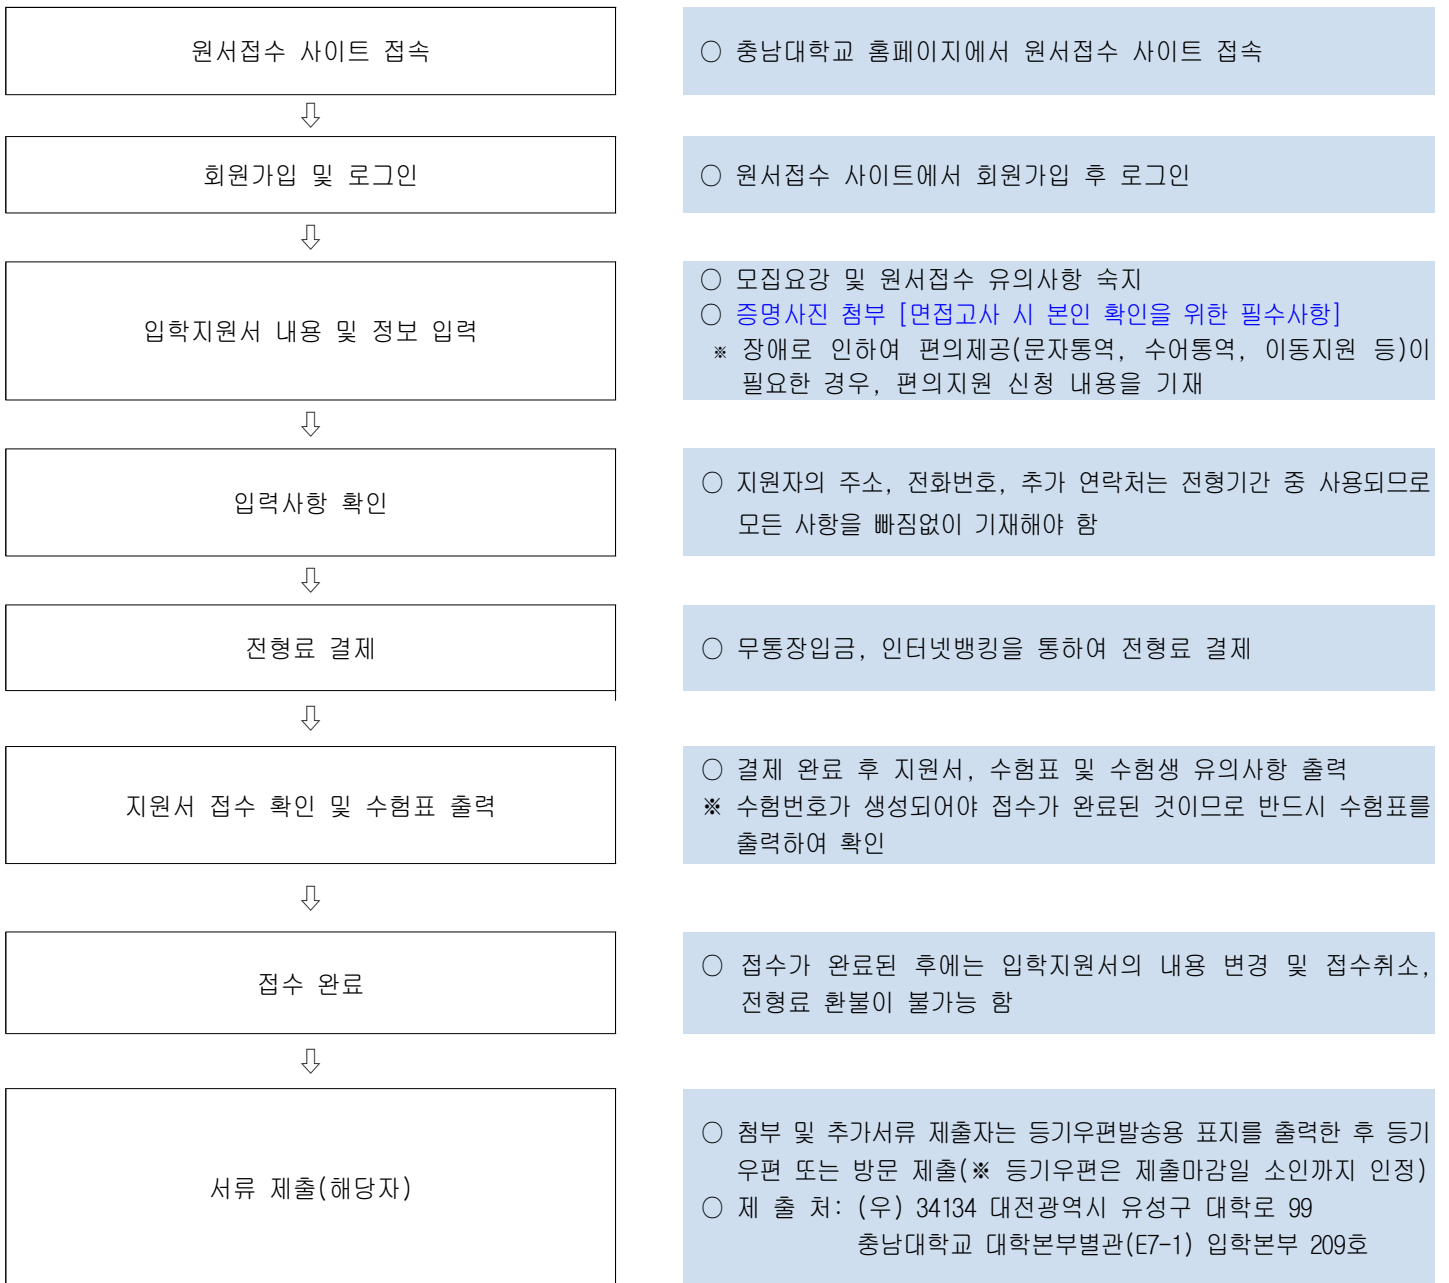 원서접수 사이트 접속
○ 충남대학교 홈페이지에서 원서접수 사이트 접속
⇩
회원가입 및 로그인
○ 원서접수 사이트에서 회원가입 후 로그인
⇩
입학지원서 내용 및 정보 입력
○ 모집요강 및 원서접수 유의사항 숙지
○ 증명사진 첨부 [면접고사 시 본인 확인을 위한 필수사항]
※ 장애로 인하여 편의제공(문자통역, 수어통역, 이동지원 등)이
필요한 경우, 편의지원 신청 내용을 기재
⇩
입력사항 확인
○ 지원자의 주소, 전화번호, 추가 연락처는 전형기간 중 사용되므로
모든 사항을 빠짐없이 기재해야 함
⇩
전형료 결제
○ 무통장입금, 인터넷뱅킹을 통하여 전형료 결제
⇩
지원서 접수 확인 및 수험표 출력
○ 결제 완료 후 지원서, 수험표 및 수험생 유의사항 출력
※ 수험번호가 생성되어야 접수가 완료된 것이므로 반드시 수험표를
출력하여 확인
⇩
접수 완료
○ 접수가 완료된 후에는 입학지원서의 내용 변경 및 접수취소,
전형료 환불이 불가능 함
⇩
서류 제출(해당자)
○ 첨부 및 추가서류 제출자는 등기우편발송용 표지를 출력한 후 등기
우편 또는 방문 제출(※ 등기우편은 제출마감일 소인까지 인정)
○ 제 출 처: (우) 34134 대전광역시 유성구 대학로 99
충남대학교 대학본부별관(E7-1) 입학본부 209호